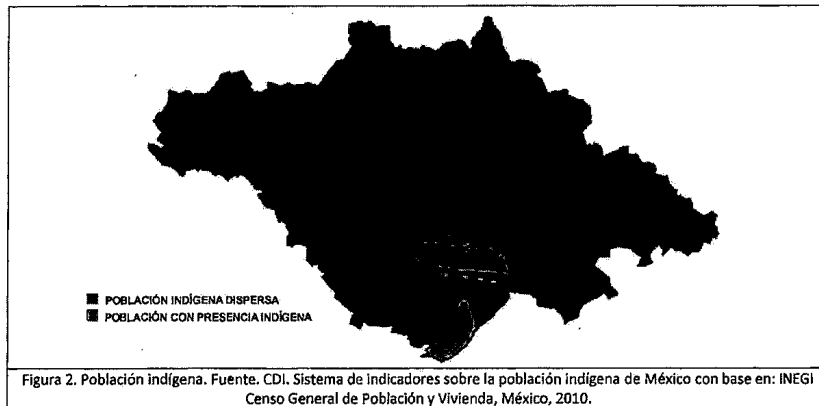 POBLACIÓN INDÍGENA DISPERSA
POBLACIÓN CON PRESENCIA INDÍGENA
Figura 2. Población indígena. Fuente. CDI. Sistema de indicadores sobre la población indígena de México con base en: INEGI
Censo General de Población y Vivienda, México, 2010.